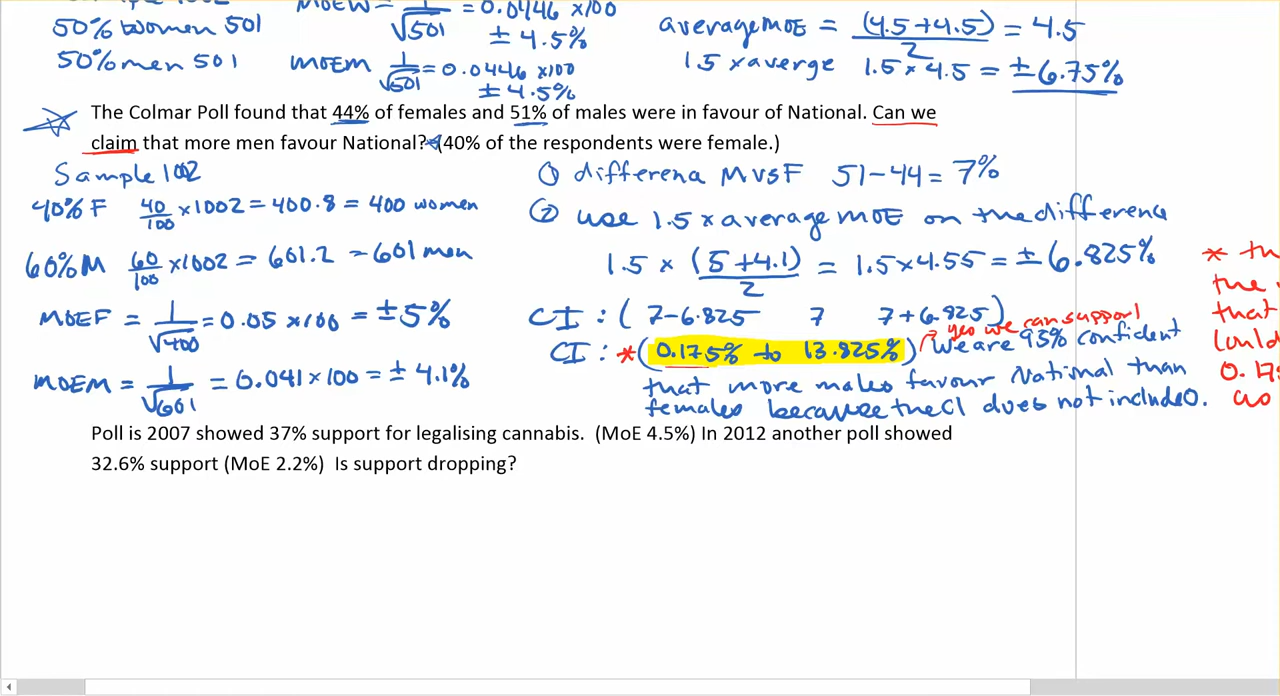 50% women 501
MOEW = 1/√501 = 0.0446 x100
± 4.5%
50% men 501
MOEM 1/√501 = 0.0446 x100
± 4.5%
average MOE = (4.5+4.5)/2 = 4.5
1.5 x averge 1.5 x 4.5 = ±6.75%
The Colmar Poll found that 44% of females and 51% of males were in favour of National. Can we
claim that more men favour National? (40% of the respondents were female.)
Sample 1002
40% F 40/100 x 1002 = 400.8 = 400 women
60% M 60/100 x 1002 = 601.2 = 601 men
MOEF = 1/√400 = 0.05 x100 = ±5%
MOEM = 1/√601 = 0.041 x 100 = ± 4.1%
① differena M vs F 51-44 = 7%
② use 1.5 x average MOE on the difference
1.5 x (5+4.1)/2 = 1.5 x 4.55 = ±6.825%
CI : ( 7-6.825 7 7+6.825)
yes we can support
CI : *( 0.175% to 13.825% ) We are 95% confident
that more males favour National than
females because the CI does not include 0.
* th
the
that
could
0.17
Poll is 2007 showed 37% support for legalising cannabis. (MoE 4.5%) In 2012 another poll showed
32.6% support (MoE 2.2%) Is support dropping?